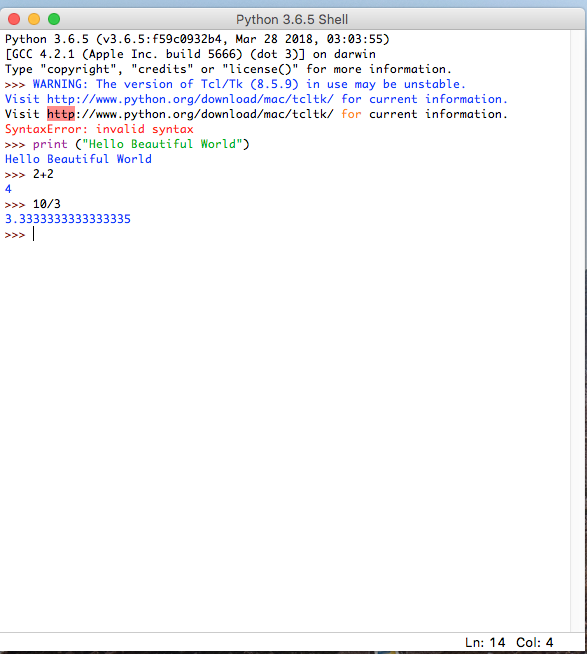 Python 3.6.5 Shell
Python 3.6.5 (v3.6.5:f59c0932b4, Mar 28 2018, 03:03:55)
[GCC 4.2.1 (Apple Inc. build 5666) (dot 3)] on darwin
Type "copyright", "credits" or "license()" for more information.
>>> WARNING: The version of Tcl/Tk (8.5.9) in use may be unstable.
Visit http://www.python.org/download/mac/tcltk/ for current information.
Visit http://www.python.org/download/mac/tcltk/ for current information.
SyntaxError: invalid syntax
>>> print ("Hello Beautiful World")
Hello Beautiful World
>>> 2+2
4
>>> 10/3
3.3333333333333335
>>>
Ln: 14 Col: 4